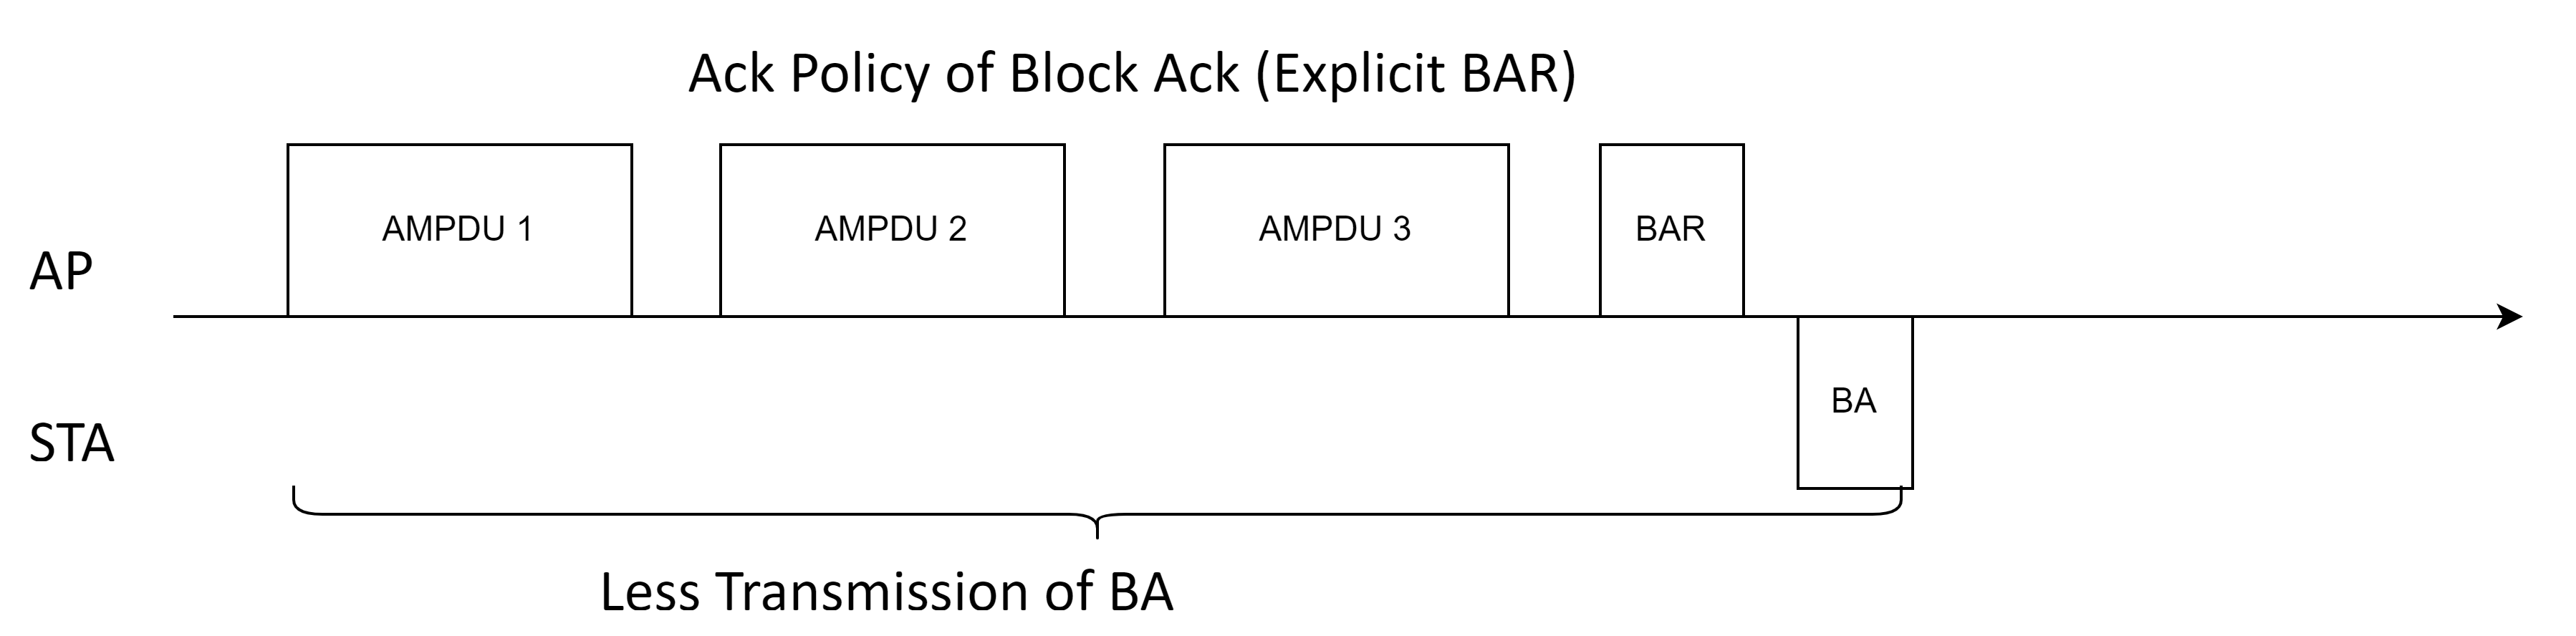 Ack Policy of Block Ack (Explicit BAR)
AMPDU 1
AMPDU 2
AMPDU 3
BAR
AP
BA
STA
Less Transmission of BA